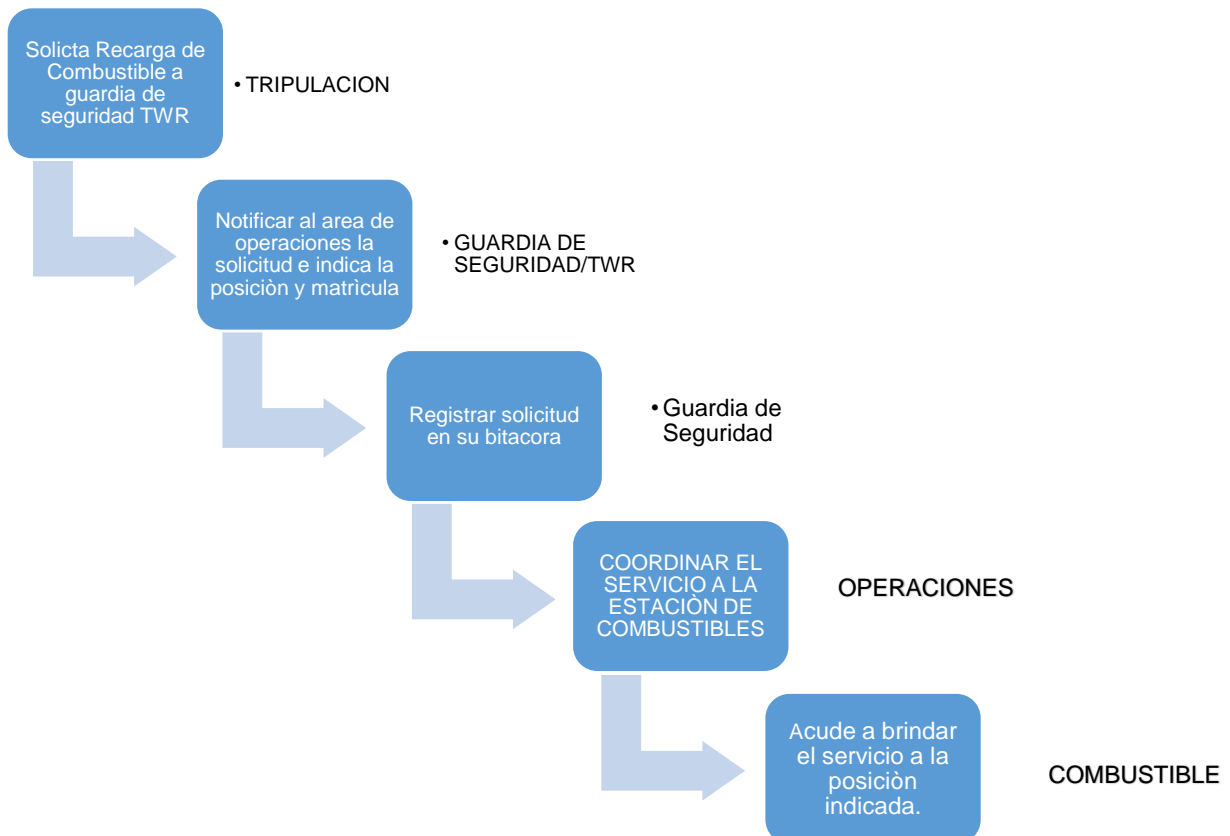 Solicta Recarga de
Combustible a
guardia de
seguridad TWR
• TRIPULACION
Notificar al area de
operaciones la
solicitud e indica la
posiciòn y matrìcula
• GUARDIA DE
SEGURIDAD/TWR
Registrar solicitud
en su bitacora
• Guardia de
Seguridad
COORDINAR EL
SERVICIO A LA
ESTACIÒN DE
COMBUSTIBLES
OPERACIONES
Acude a brindar
el servicio a la
posiciòn
indicada.
COMBUSTIBLE